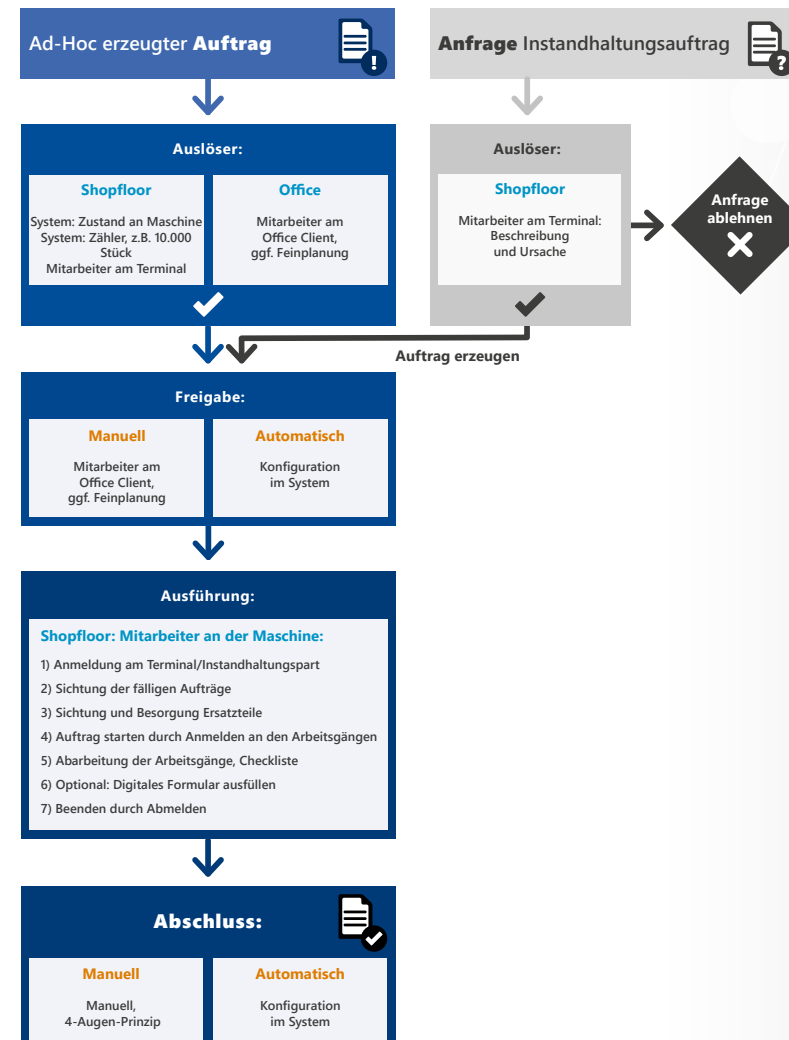 Ad-Hoc erzeugter Auftrag
!
Anfrage Instandhaltungsauftrag
?
Auslöser:
Shopfloor
System: Zustand an Maschine
System: Zähler, z.B. 10.000
Stück
Mitarbeiter am Terminal
Office
Mitarbeiter am
Office Client,
ggf. Feinplanung
Auslöser:
Shopfloor
Mitarbeiter am Terminal:
Beschreibung
und Ursache
Anfrage
ablehnen
Auftrag erzeugen
Freigabe:
Manuell
Mitarbeiter am
Office Client,
ggf. Feinplanung
Automatisch
Konfiguration
im System
Ausführung:
Shopfloor: Mitarbeiter an der Maschine:
1) Anmeldung am Terminal/Instandhaltungspart
2) Sichtung der fälligen Aufträge
3) Sichtung und Besorgung Ersatzteile
4) Auftrag starten durch Anmelden an den Arbeitsgängen
5) Abarbeitung der Arbeitsgänge, Checkliste
6) Optional: Digitales Formular ausfüllen
7) Beenden durch Abmelden
Abschluss:
Manuell
Manuell,
4-Augen-Prinzip
Automatisch
Konfiguration
im System